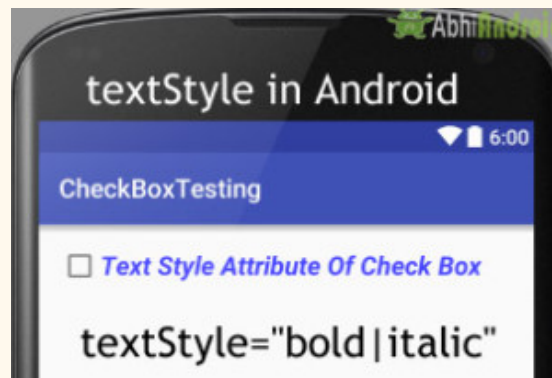 AbhiAndroid
textStyle in Android
6:00
CheckBoxTesting
Text Style Attribute Of Check Box
textStyle="bold|italic"